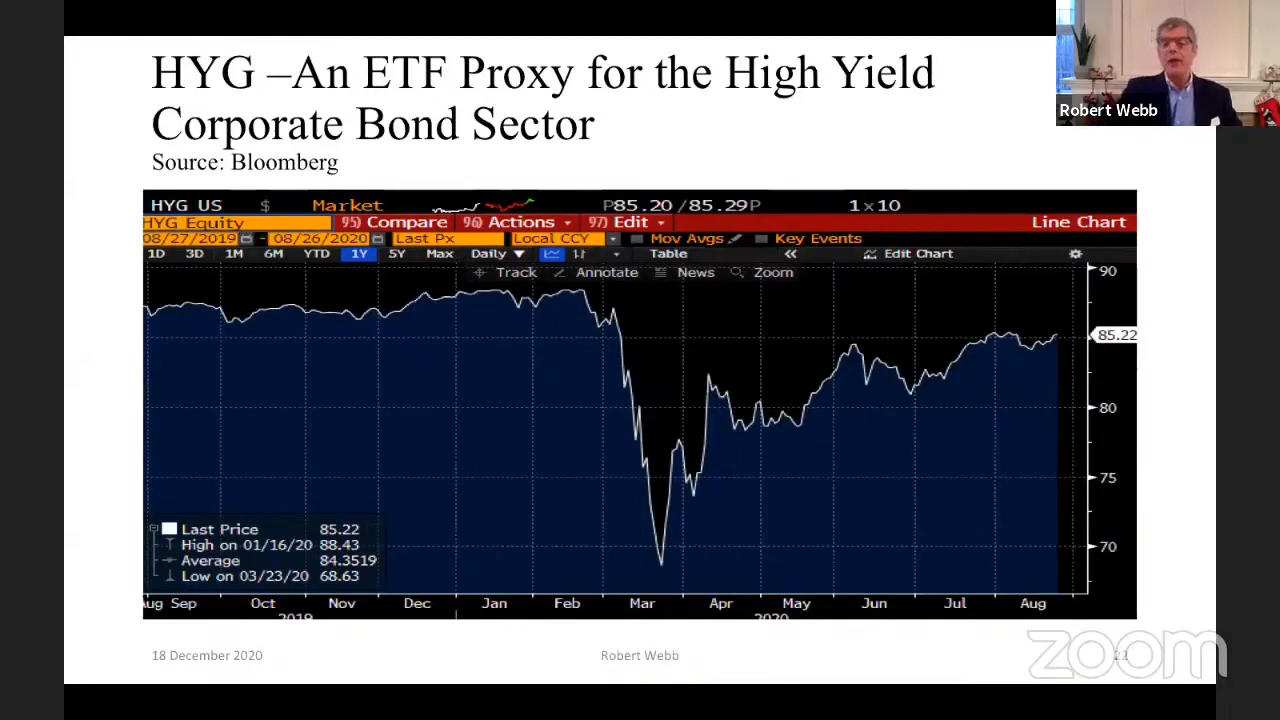 HYG –An ETF Proxy for the High Yield
Corporate Bond Sector
Source: Bloomberg
Robert Webb
HYG US $ Market P85.20 /85.29P 1×10
HYG Equity 95) Compare 96) Actions 97) Edit Line Chart
08/27/2019 - 08/26/2020 Last Px Local CCY Mov Avgs Key Events
1D 3D 1M 6M YTD 1Y 5Y Max Daily ▼ Table « Edit Chart
Track Annotate News Zoom
90
85.22
80
75
70
Last Price 85.22
High on 01/16/20 88.43
Average 84.3519
Low on 03/23/20 68.63
Aug Sep Oct Nov Dec Jan Feb Mar Apr May Jun Jul Aug
2019 2020
18 December 2020 Robert Webb 22
zoom